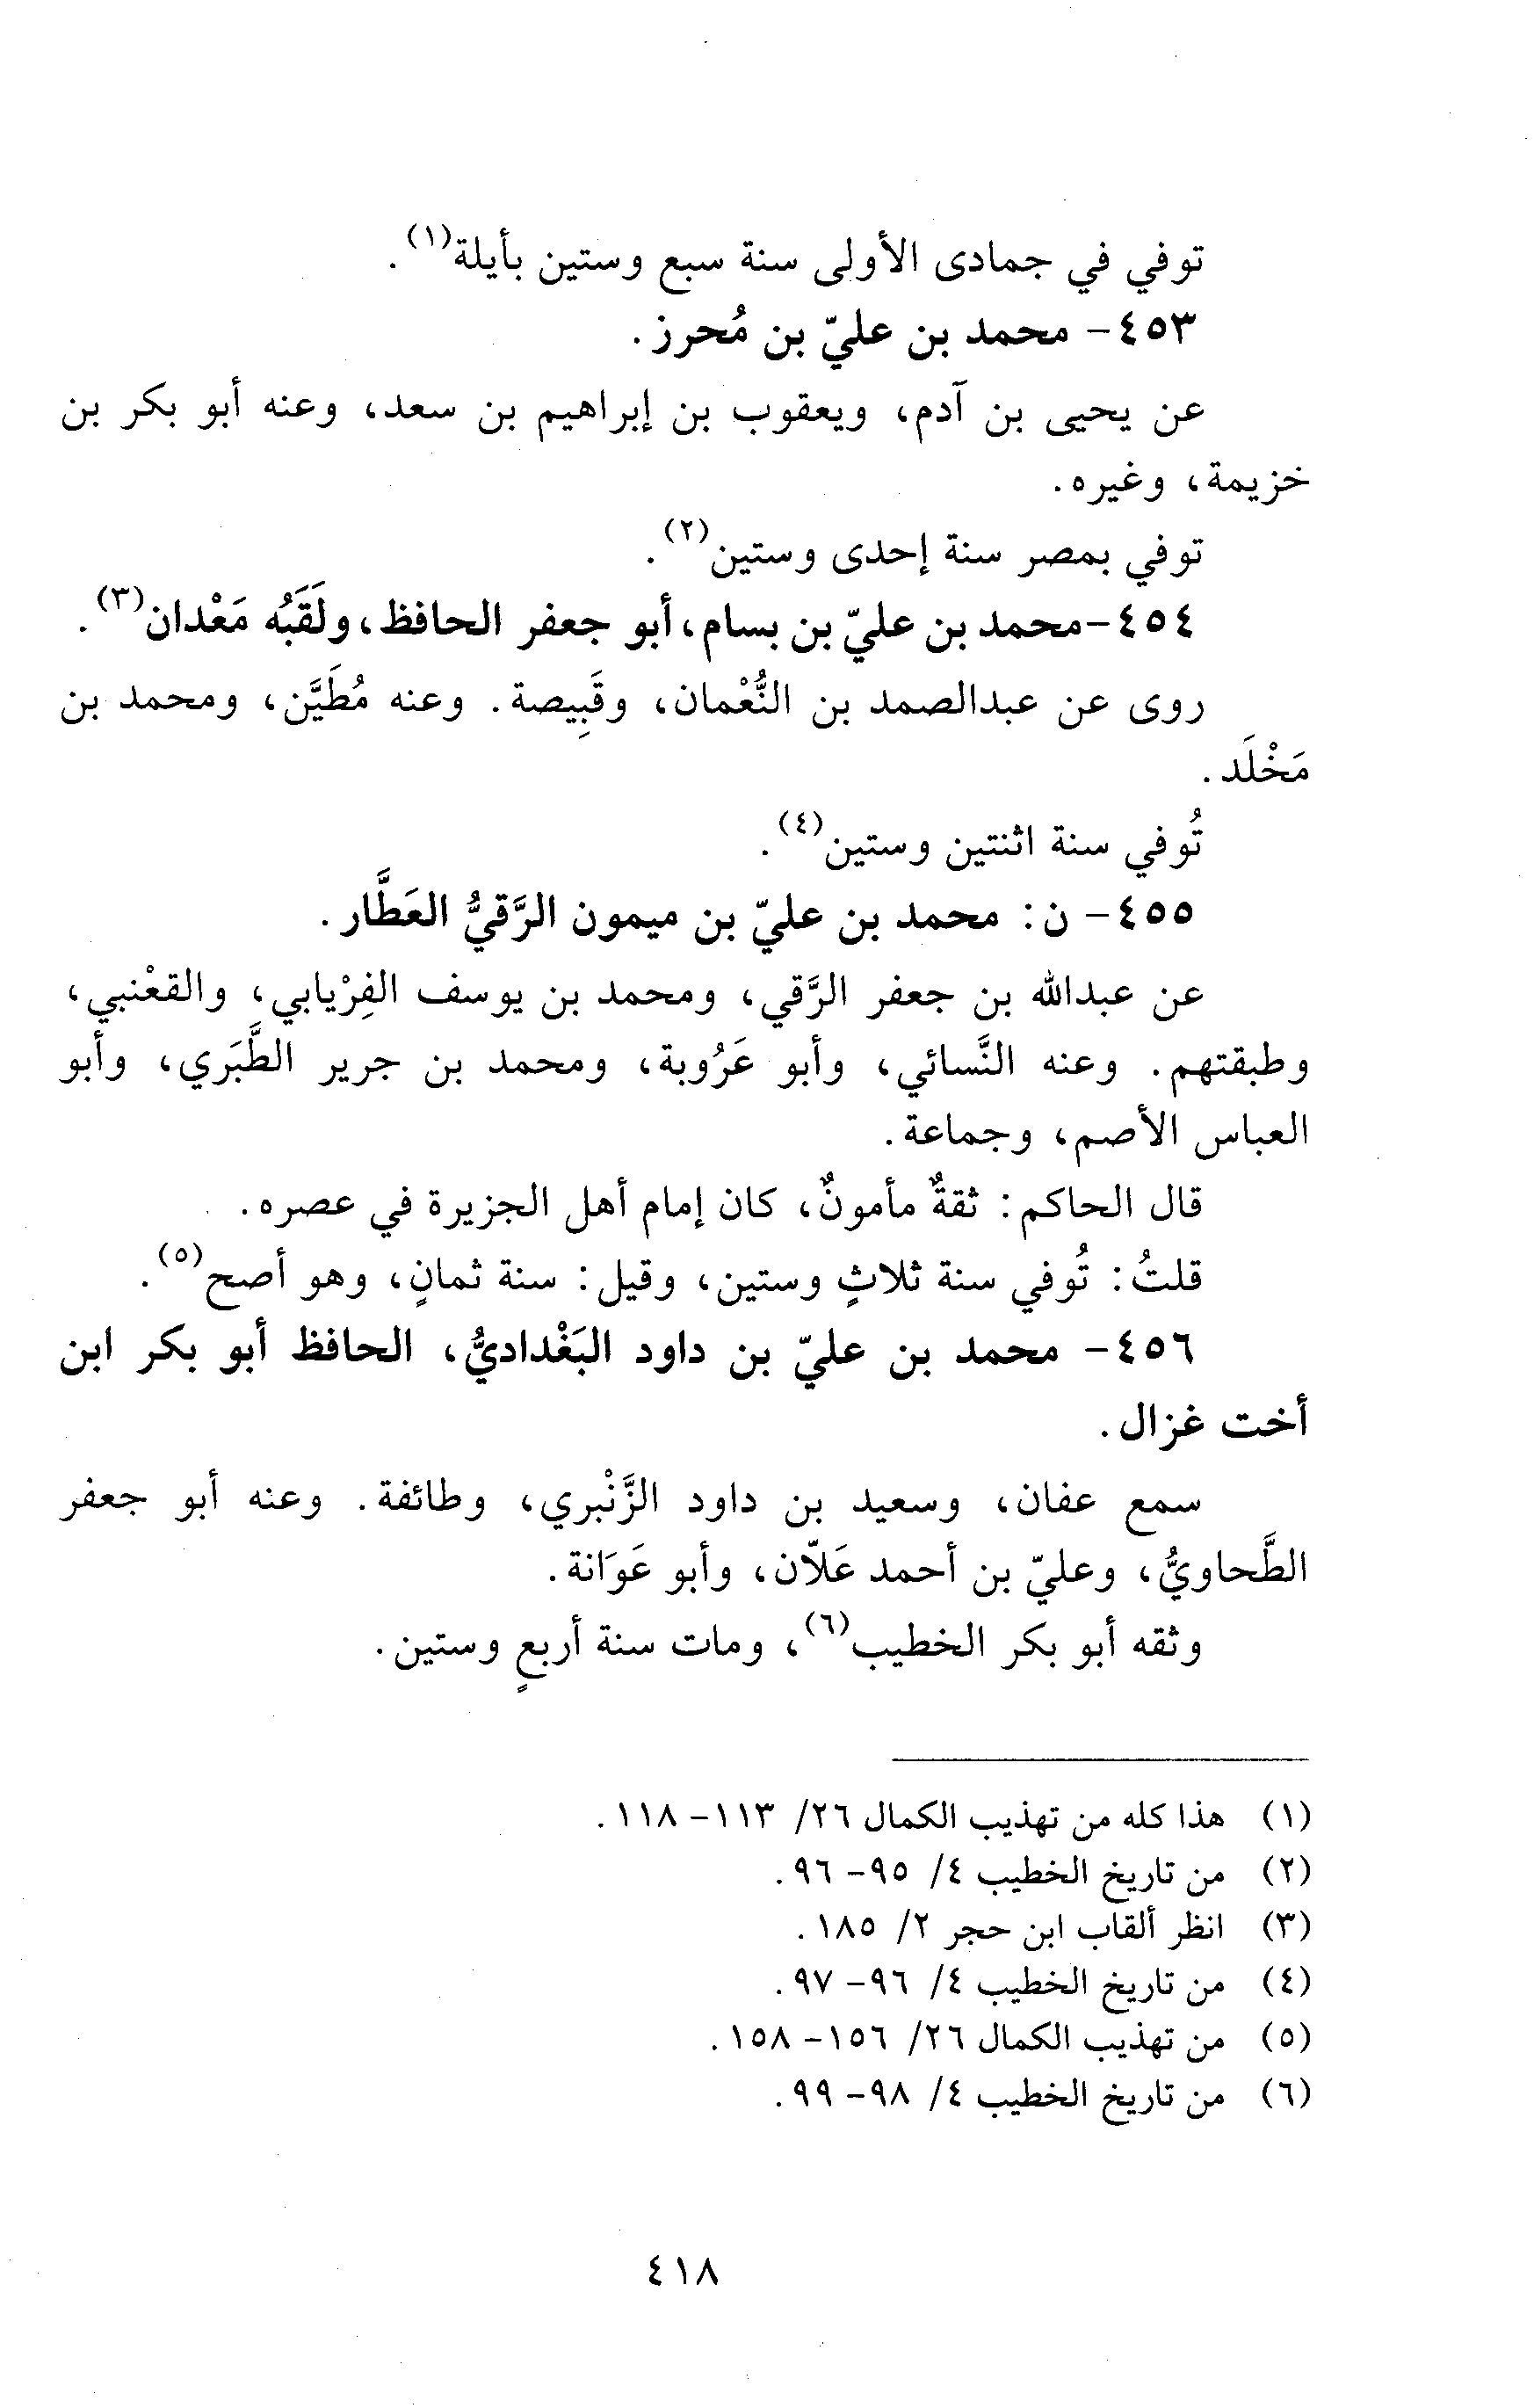 توفي في جمادى الأولى سنة سبع وستين بأيلة(١).
٤٥٣- محمد بن عليّ بن مُحرز.
عن يحيى بن آدم، ويعقوب بن إبراهيم بن سعد، وعنه أبو بكر بن
خزيمة، وغيره.
توفي بمصر سنة إحدى وستين(٢).
٤٥٤-محمد بن عليّ بن بسام، أبو جعفر الحافظ، ولَقَبُه مَعْدان(٣).
روى عن عبدالصمد بن النُّعْمان، وقَبِيصة. وعنه مُطَيَّن، ومحمد بن
مَخْلَد.
تُوفي سنة اثنتين وستين(٤).
٤٥٥- ن: محمد بن عليّ بن ميمون الرَّقيُّ العَطَّار.
عن عبدالله بن جعفر الرَّقي، ومحمد بن يوسف الفِرْيابي، والقعْنبي،
وطبقتهم. وعنه النَّسائي، وأبو عَرُوبة، ومحمد بن جرير الطَّبَري، وأبو
العباس الأصم، وجماعة.
قال الحاكم: ثقةٌ مأمونٌ، كان إمام أهل الجزيرة في عصره.
قلتُ: تُوفي سنة ثلاثٍ وستين، وقيل: سنة ثمانٍ، وهو أصح(٥).
٤٥٦- محمد بن عليّ بن داود البَغْداديُّ، الحافظ أبو بكر ابن
أخت غزال.
سمع عفان، وسعيد بن داود الزَّنْبري، وطائفة. وعنه أبو جعفر
الطَّحاويُّ، وعليّ بن أحمد عَلاّن، وأبو عَوَانة.
وثقه أبو بكر الخطيب(٦)، ومات سنة أربعٍ وستين.
(١) هذا كله من تهذيب الكمال ٢٦/ ١١٣- ١١٨.
(٢) من تاريخ الخطيب ٤/ ٩٥- ٩٦.
(٣) انظر ألقاب ابن حجر ٢/ ١٨٥.
(٤) من تاريخ الخطيب ٤/ ٩٦- ٩٧.
(٥) من تهذيب الكمال ٢٦/ ١٥٦- ١٥٨.
(٦) من تاريخ الخطيب ٤/ ٩٨- ٩٩.
٤١٨